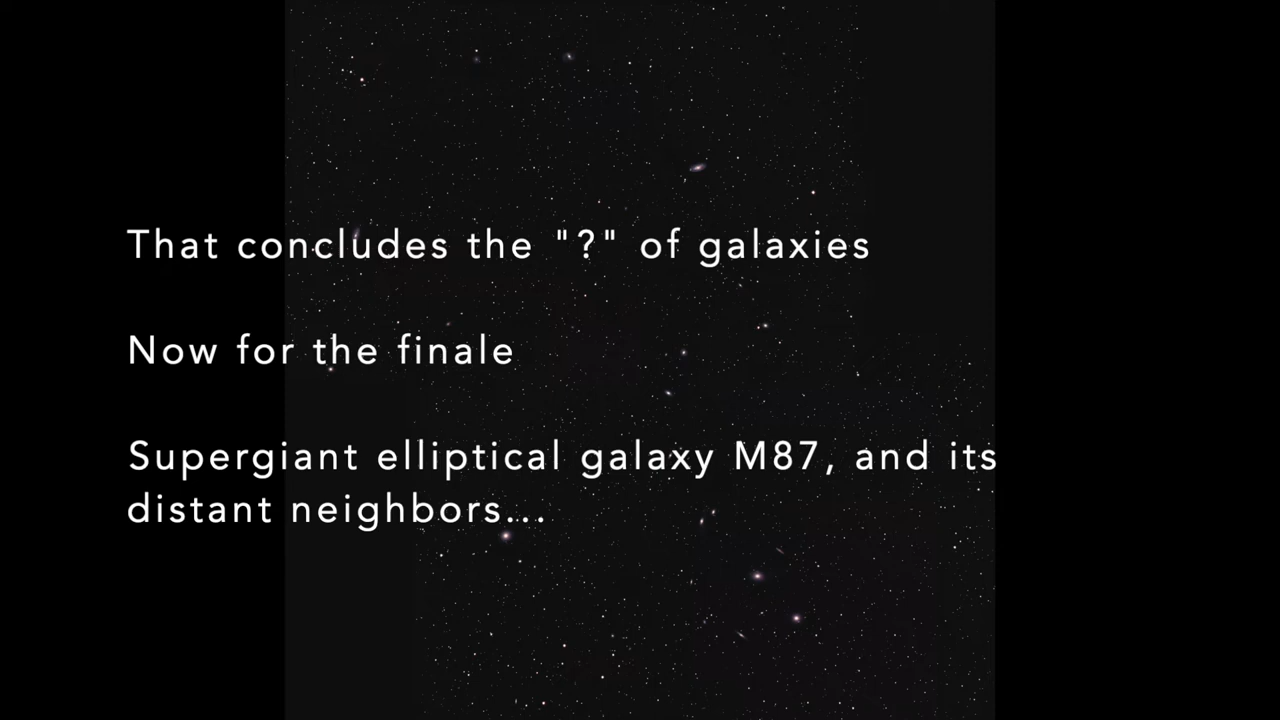 That concludes the "?" of galaxies
Now for the finale
Supergiant elliptical galaxy M87, and its
distant neighbors...